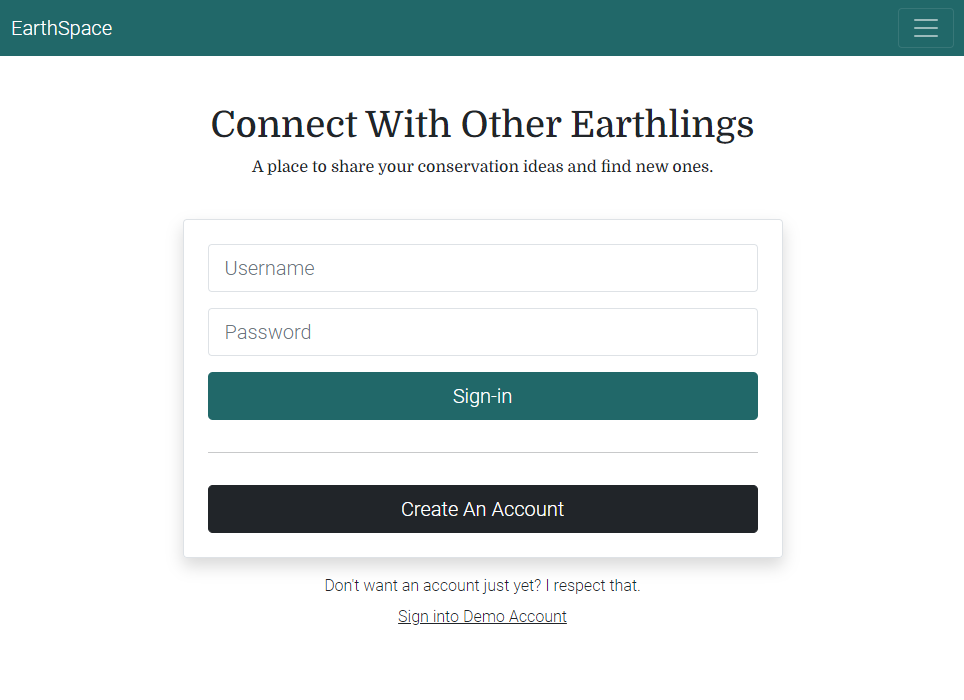 EarthSpace
Connect With Other Earthlings
A place to share your conservation ideas and find new ones.
Username
Password
Sign-in
Create An Account
Don't want an account just yet? I respect that.
Sign into Demo Account